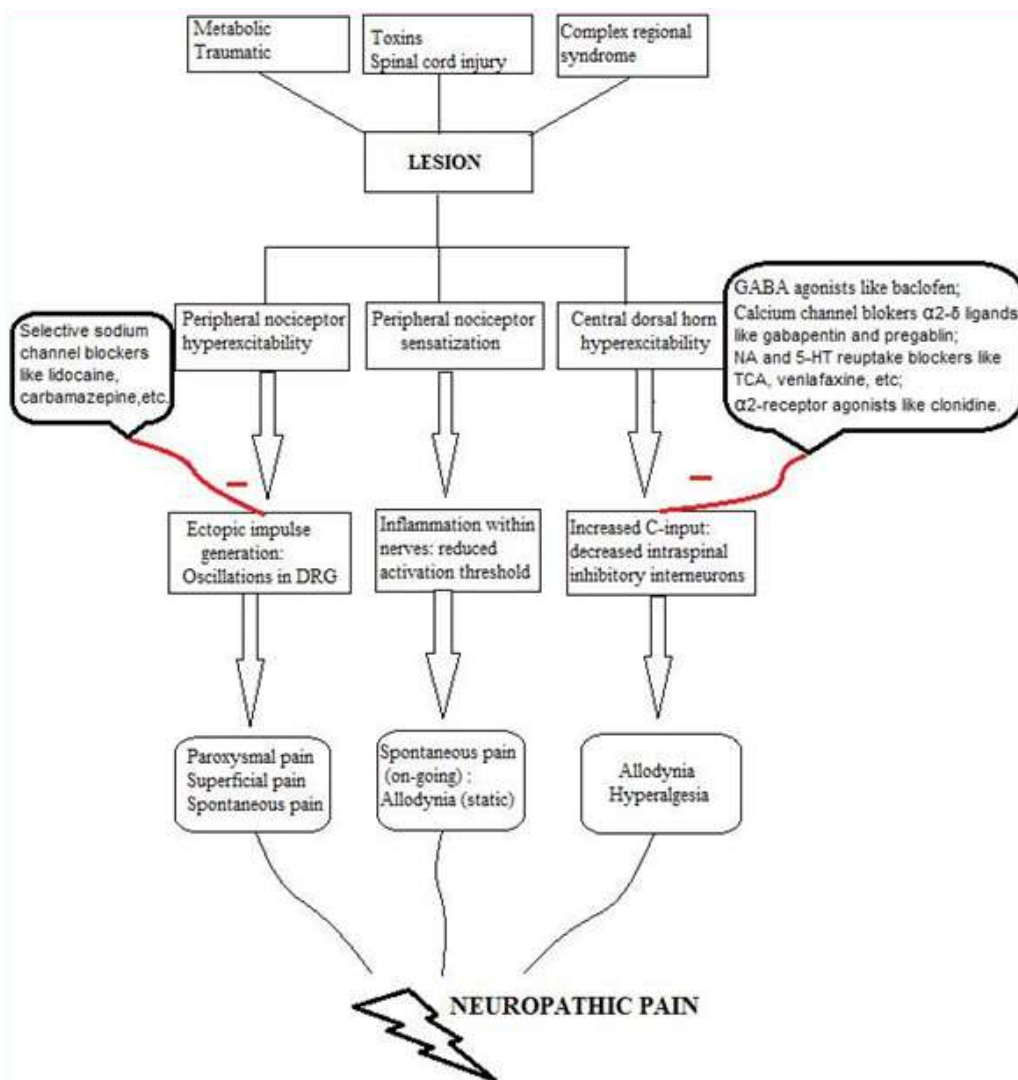 Metabolic
Traumatic
Toxins
Spinal cord injury
Complex regional
syndrome
LESION
Peripheral nociceptor
hyperexcitability
Peripheral nociceptor
sensatization
Central dorsal horn
hyperexcitability
Selective sodium
channel blockers
like lidocaine,
carbamazepine,etc.
GABA agonists like baclofen;
Calcium channel blokers α2-δ ligands
like gabapentin and pregablin;
NA and 5-HT reuptake blockers like
TCA, venlafaxine, etc;
α2-receptor agonists like clonidine.
Ectopic impulse
generation:
Oscillations in DRG
Inflammation within
nerves: reduced
activation threshold
Increased C-input:
decreased intraspinal
inhibitory interneurons
Paroxysmal pain
Superficial pain
Spontaneous pain
Spontaneous pain
(on-going) :
Allodynia (static)
Allodynia
Hyperalgesia
NEUROPATHIC PAIN